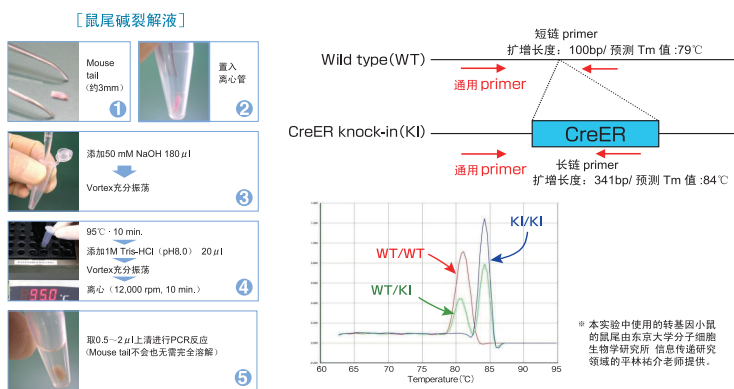 [鼠尾碱裂解液]
Mouse
tail
(约3mm)
①
置入
离心管
②
添加50 mM NaOH 180μl
Vortex充分振荡
③
95℃・10 min.
添加1M Tris-HCl (pH8.0) 20μl
Vortex充分振荡
离心 (12,000 rpm, 10 min.)
95.0 ℃
④
取0.5~2μl上清进行PCR反应
(Mouse tail不会也无需完全溶解)
⑤
短链 primer
扩增长度: 100bp/ 预测 Tm 值 :79℃
Wild type(WT)
通用 primer
CreER knock-in(KI)
CreER
通用 primer
长链 primer
扩增长度: 341bp/ 预测 Tm 值 :84℃
KI/KI
WT/WT
WT/KI
60 65 70 75 80 85 90 95
Temperature(℃)
※ 本实验中使用的转基因小鼠
的鼠尾由东京大学分子细胞
生物学研究所 信息传递研究
领域的平林祐介老师提供。